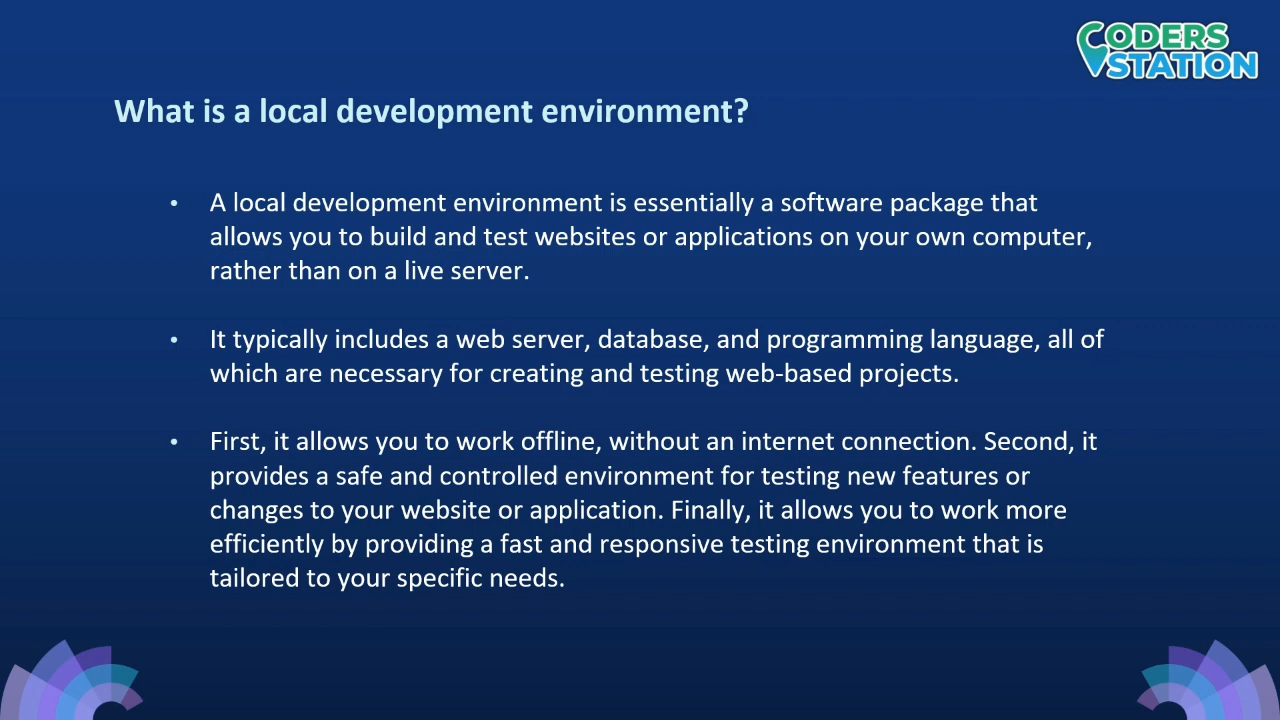 CODERS
STATION
What is a local development environment?
• A local development environment is essentially a software package that
allows you to build and test websites or applications on your own computer,
rather than on a live server.
• It typically includes a web server, database, and programming language, all of
which are necessary for creating and testing web-based projects.
• First, it allows you to work offline, without an internet connection. Second, it
provides a safe and controlled environment for testing new features or
changes to your website or application. Finally, it allows you to work more
efficiently by providing a fast and responsive testing environment that is
tailored to your specific needs.